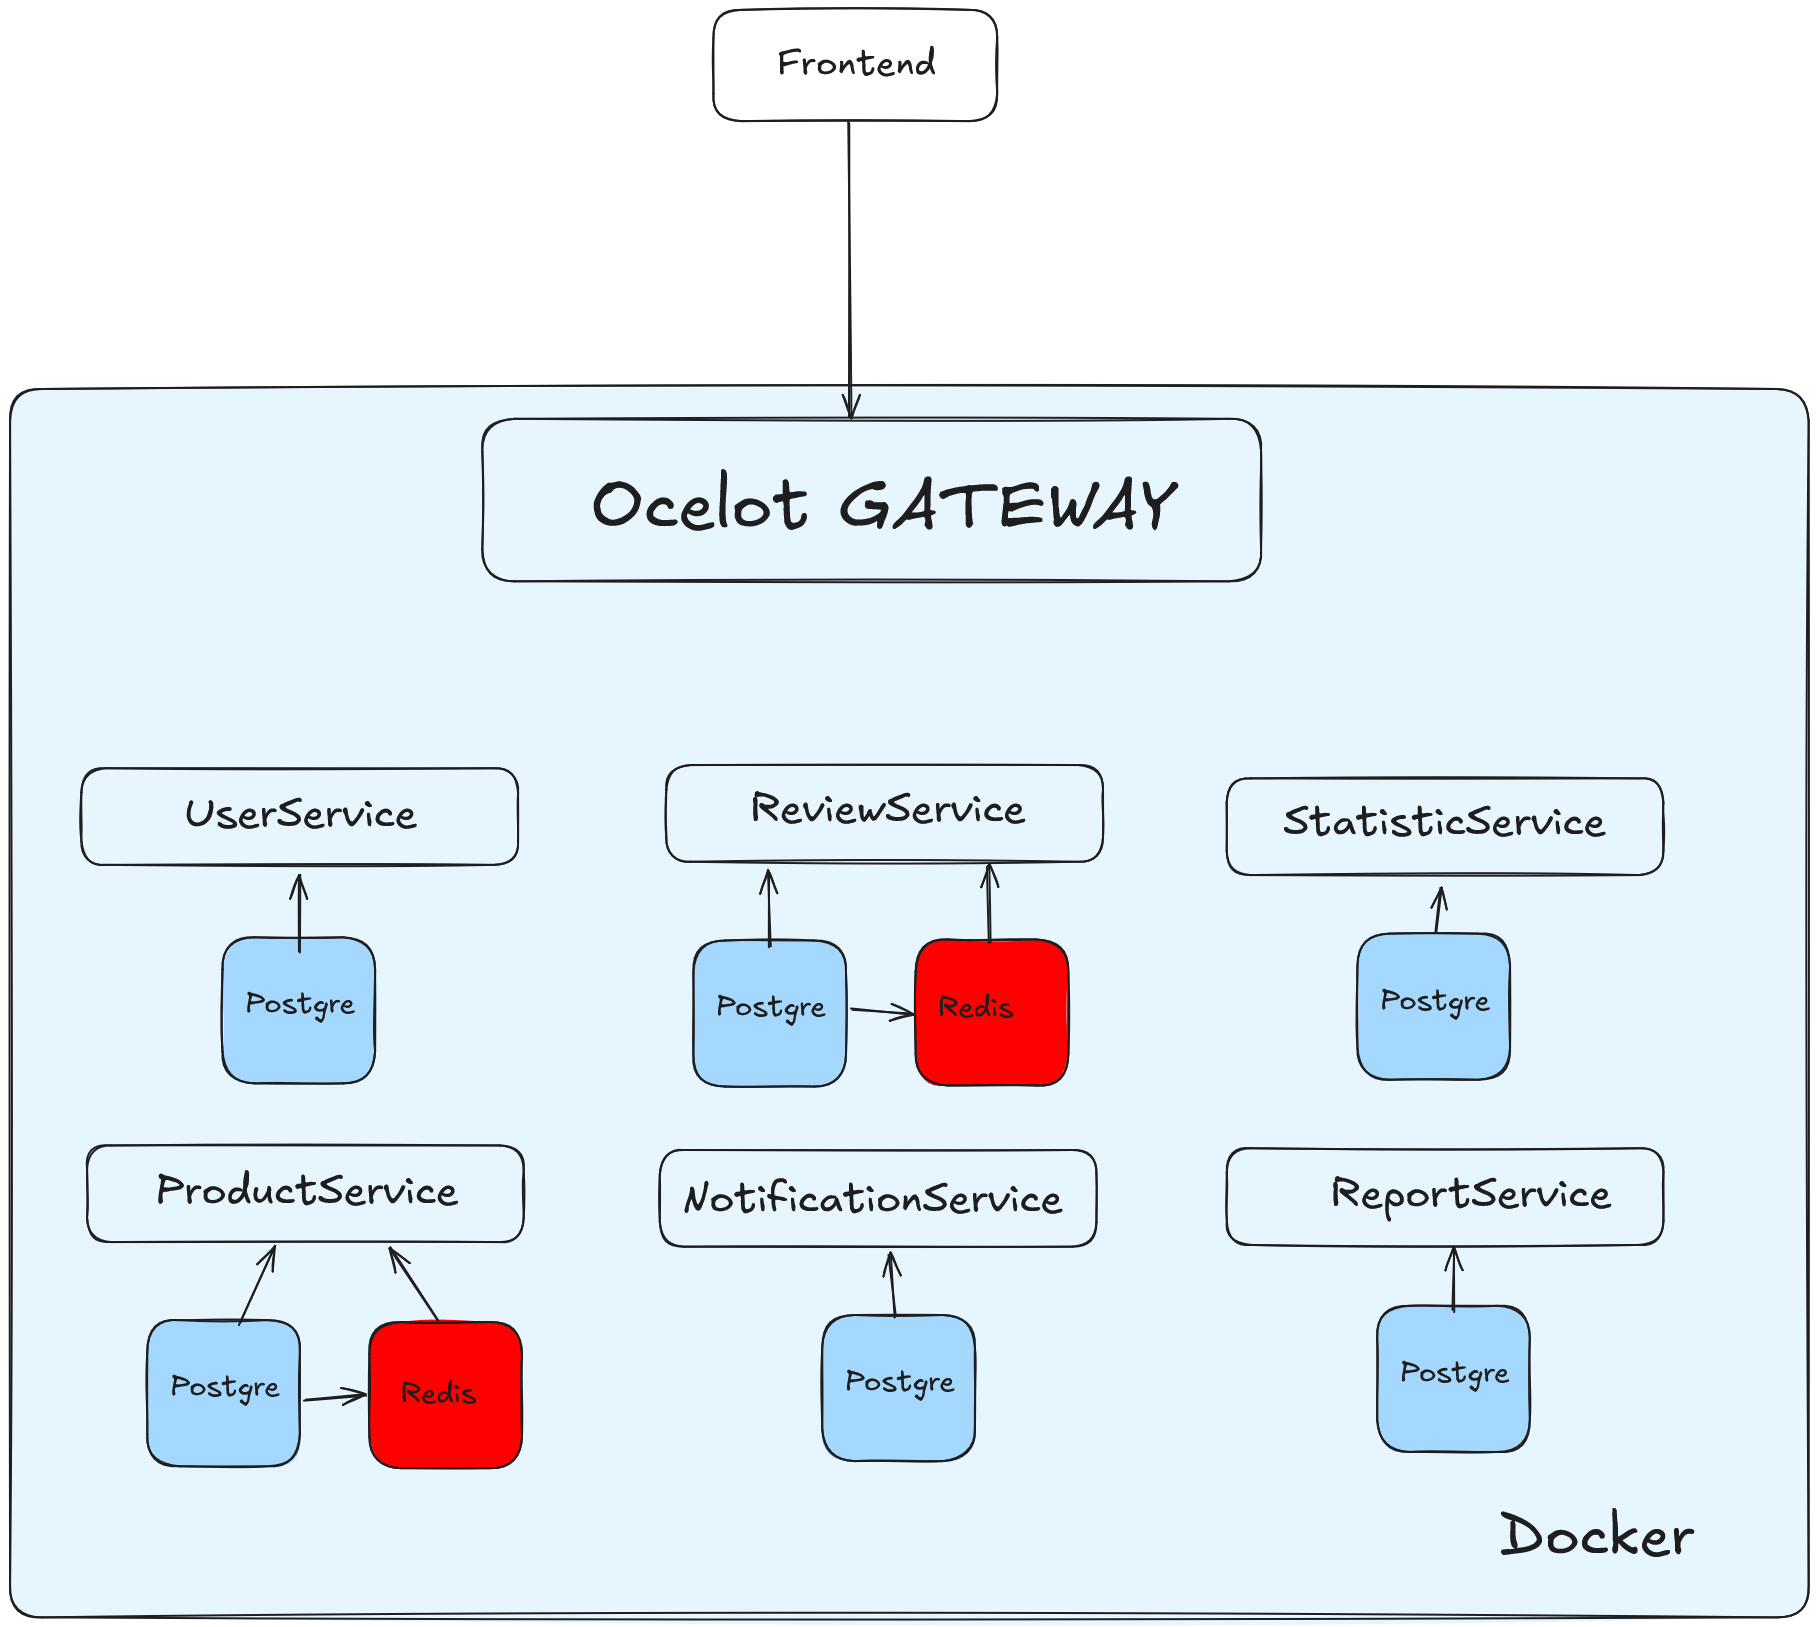 Frontend
Ocelot GATEWAY
UserService
ReviewService
StatisticService
Postgre
Postgre
Redis
Postgre
ProductService
NotificationService
ReportService
Postgre
Redis
Postgre
Postgre
Docker